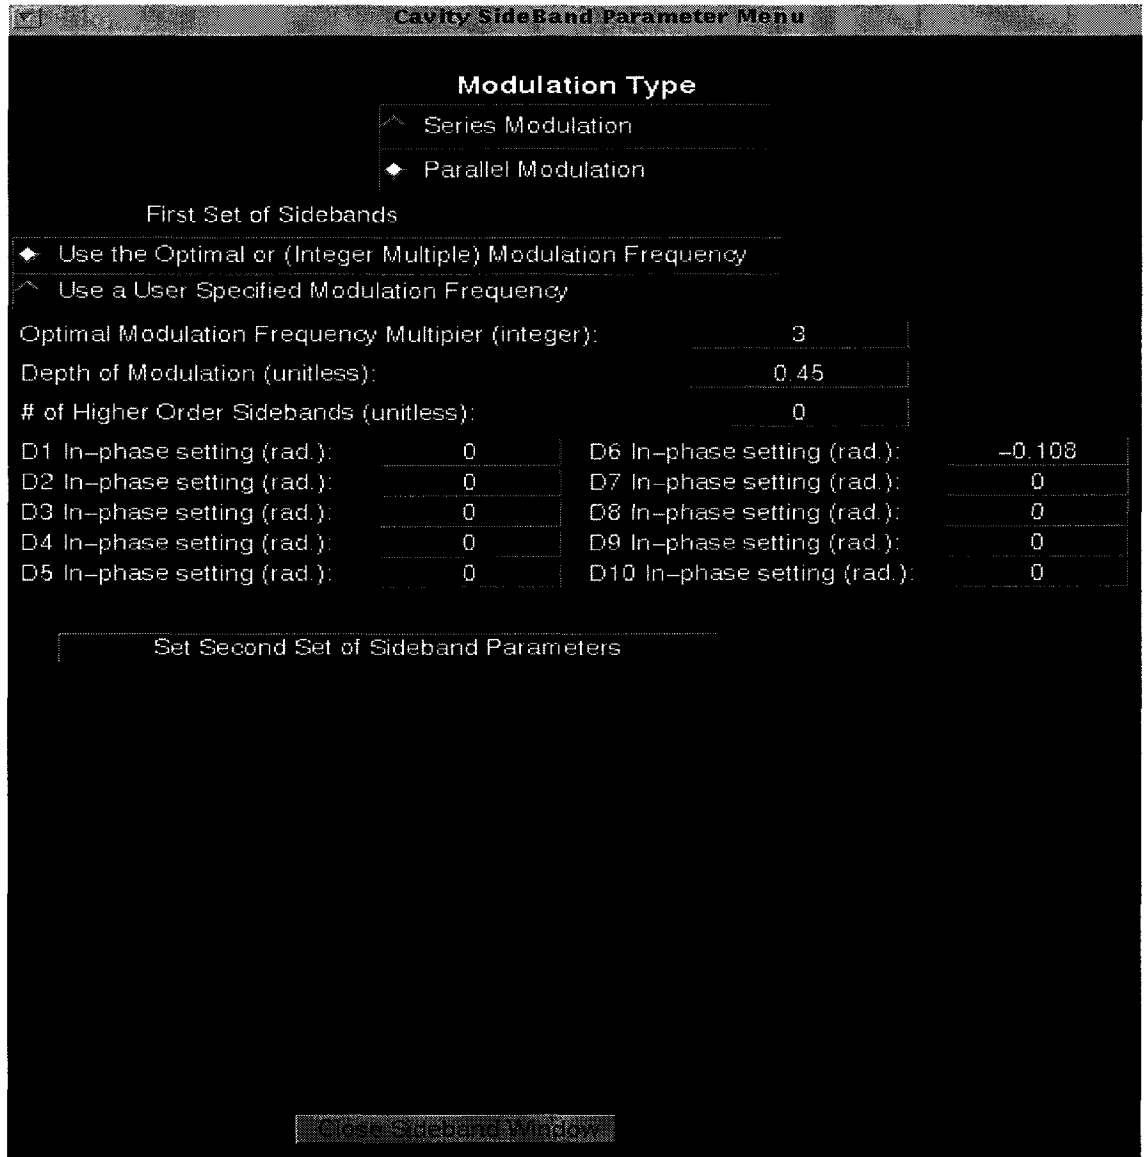 Cavity SideBand Parameter Menu
Modulation Type
Series Modulation
Parallel Modulation
First Set of Sidebands
Use the Optimal or (Integer Multiple) Modulation Frequency
Use a User Specified Modulation Frequency
Optimal Modulation Frequency Multipier (integer): 3
Depth of Modulation (unitless): 0.45
# of Higher Order Sidebands (unitless): 0
D1 In-phase setting (rad.): 0 D6 In-phase setting (rad.): -0.108
D2 In-phase setting (rad.): 0 D7 In-phase setting (rad.): 0
D3 In-phase setting (rad.): 0 D8 In-phase setting (rad.): 0
D4 In-phase setting (rad.): 0 D9 In-phase setting (rad.): 0
D5 In-phase setting (rad.): 0 D10 In-phase setting (rad.): 0
Set Second Set of Sideband Parameters
Close Sideband Window